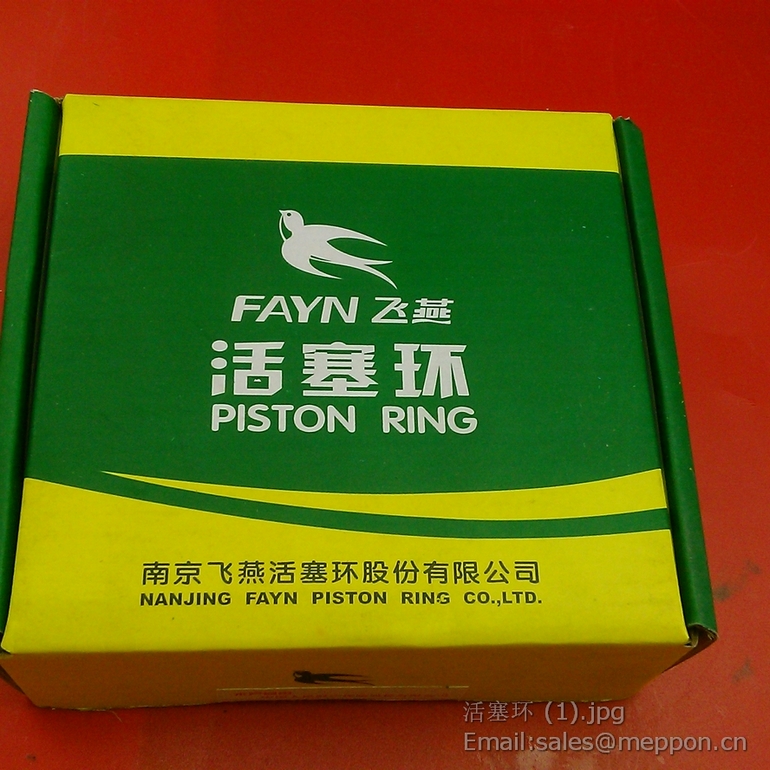 FAYN 飞燕
活塞环
PISTON RING
南京飞燕活塞环股份有限公司
NANJING FAYN PISTON RING CO.,LTD.
活塞环 (1).jpg
Email:sales@meppon.cn